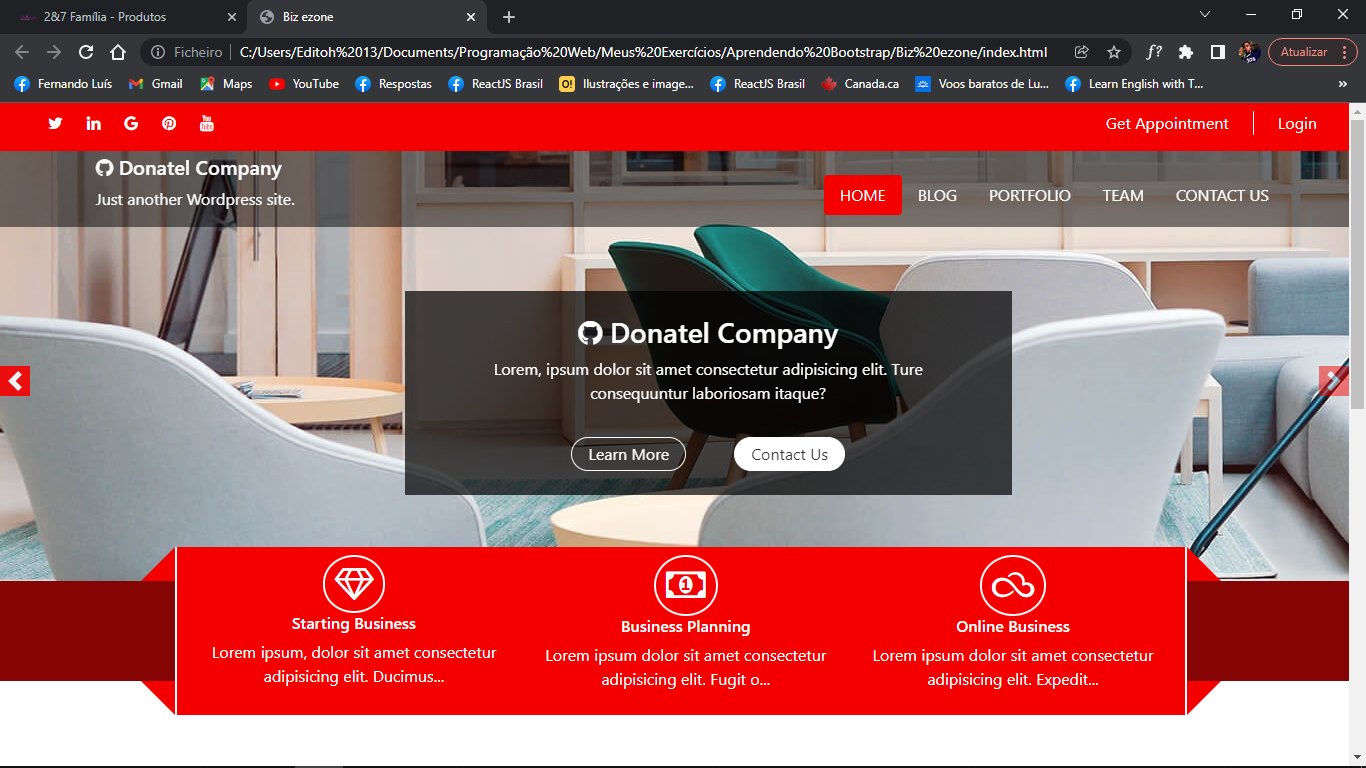 2&7 Família - Produtos
Biz ezone
Ficheiro
C:/Users/Editoh%2013/Documents/Programação%20Web/Meus%20Exercícios/Aprendendo%20Bootstrap/Biz%20ezone/index.html
f?
Atualizar
Fernando Luís
Gmail
Maps
YouTube
Respostas
ReactJS Brasil
O!
Ilustrações e image...
ReactJS Brasil
Canada.ca
Voos baratos de Lu...
Learn English with T...
»
You
Tube
Get Appointment
Login
Donatel Company
Just another Wordpress site.
HOME
BLOG
PORTFOLIO
TEAM
CONTACT US
Donatel Company
Lorem, ipsum dolor sit amet consectetur adipisicing elit. Ture
consequuntur laboriosam itaque?
Learn More
Contact Us
1
Starting Business
Lorem ipsum, dolor sit amet consectetur
adipisicing elit. Ducimus...
Business Planning
Lorem ipsum dolor sit amet consectetur
adipisicing elit. Fugit o...
Online Business
Lorem ipsum dolor sit amet consectetur
adipisicing elit. Expedit...